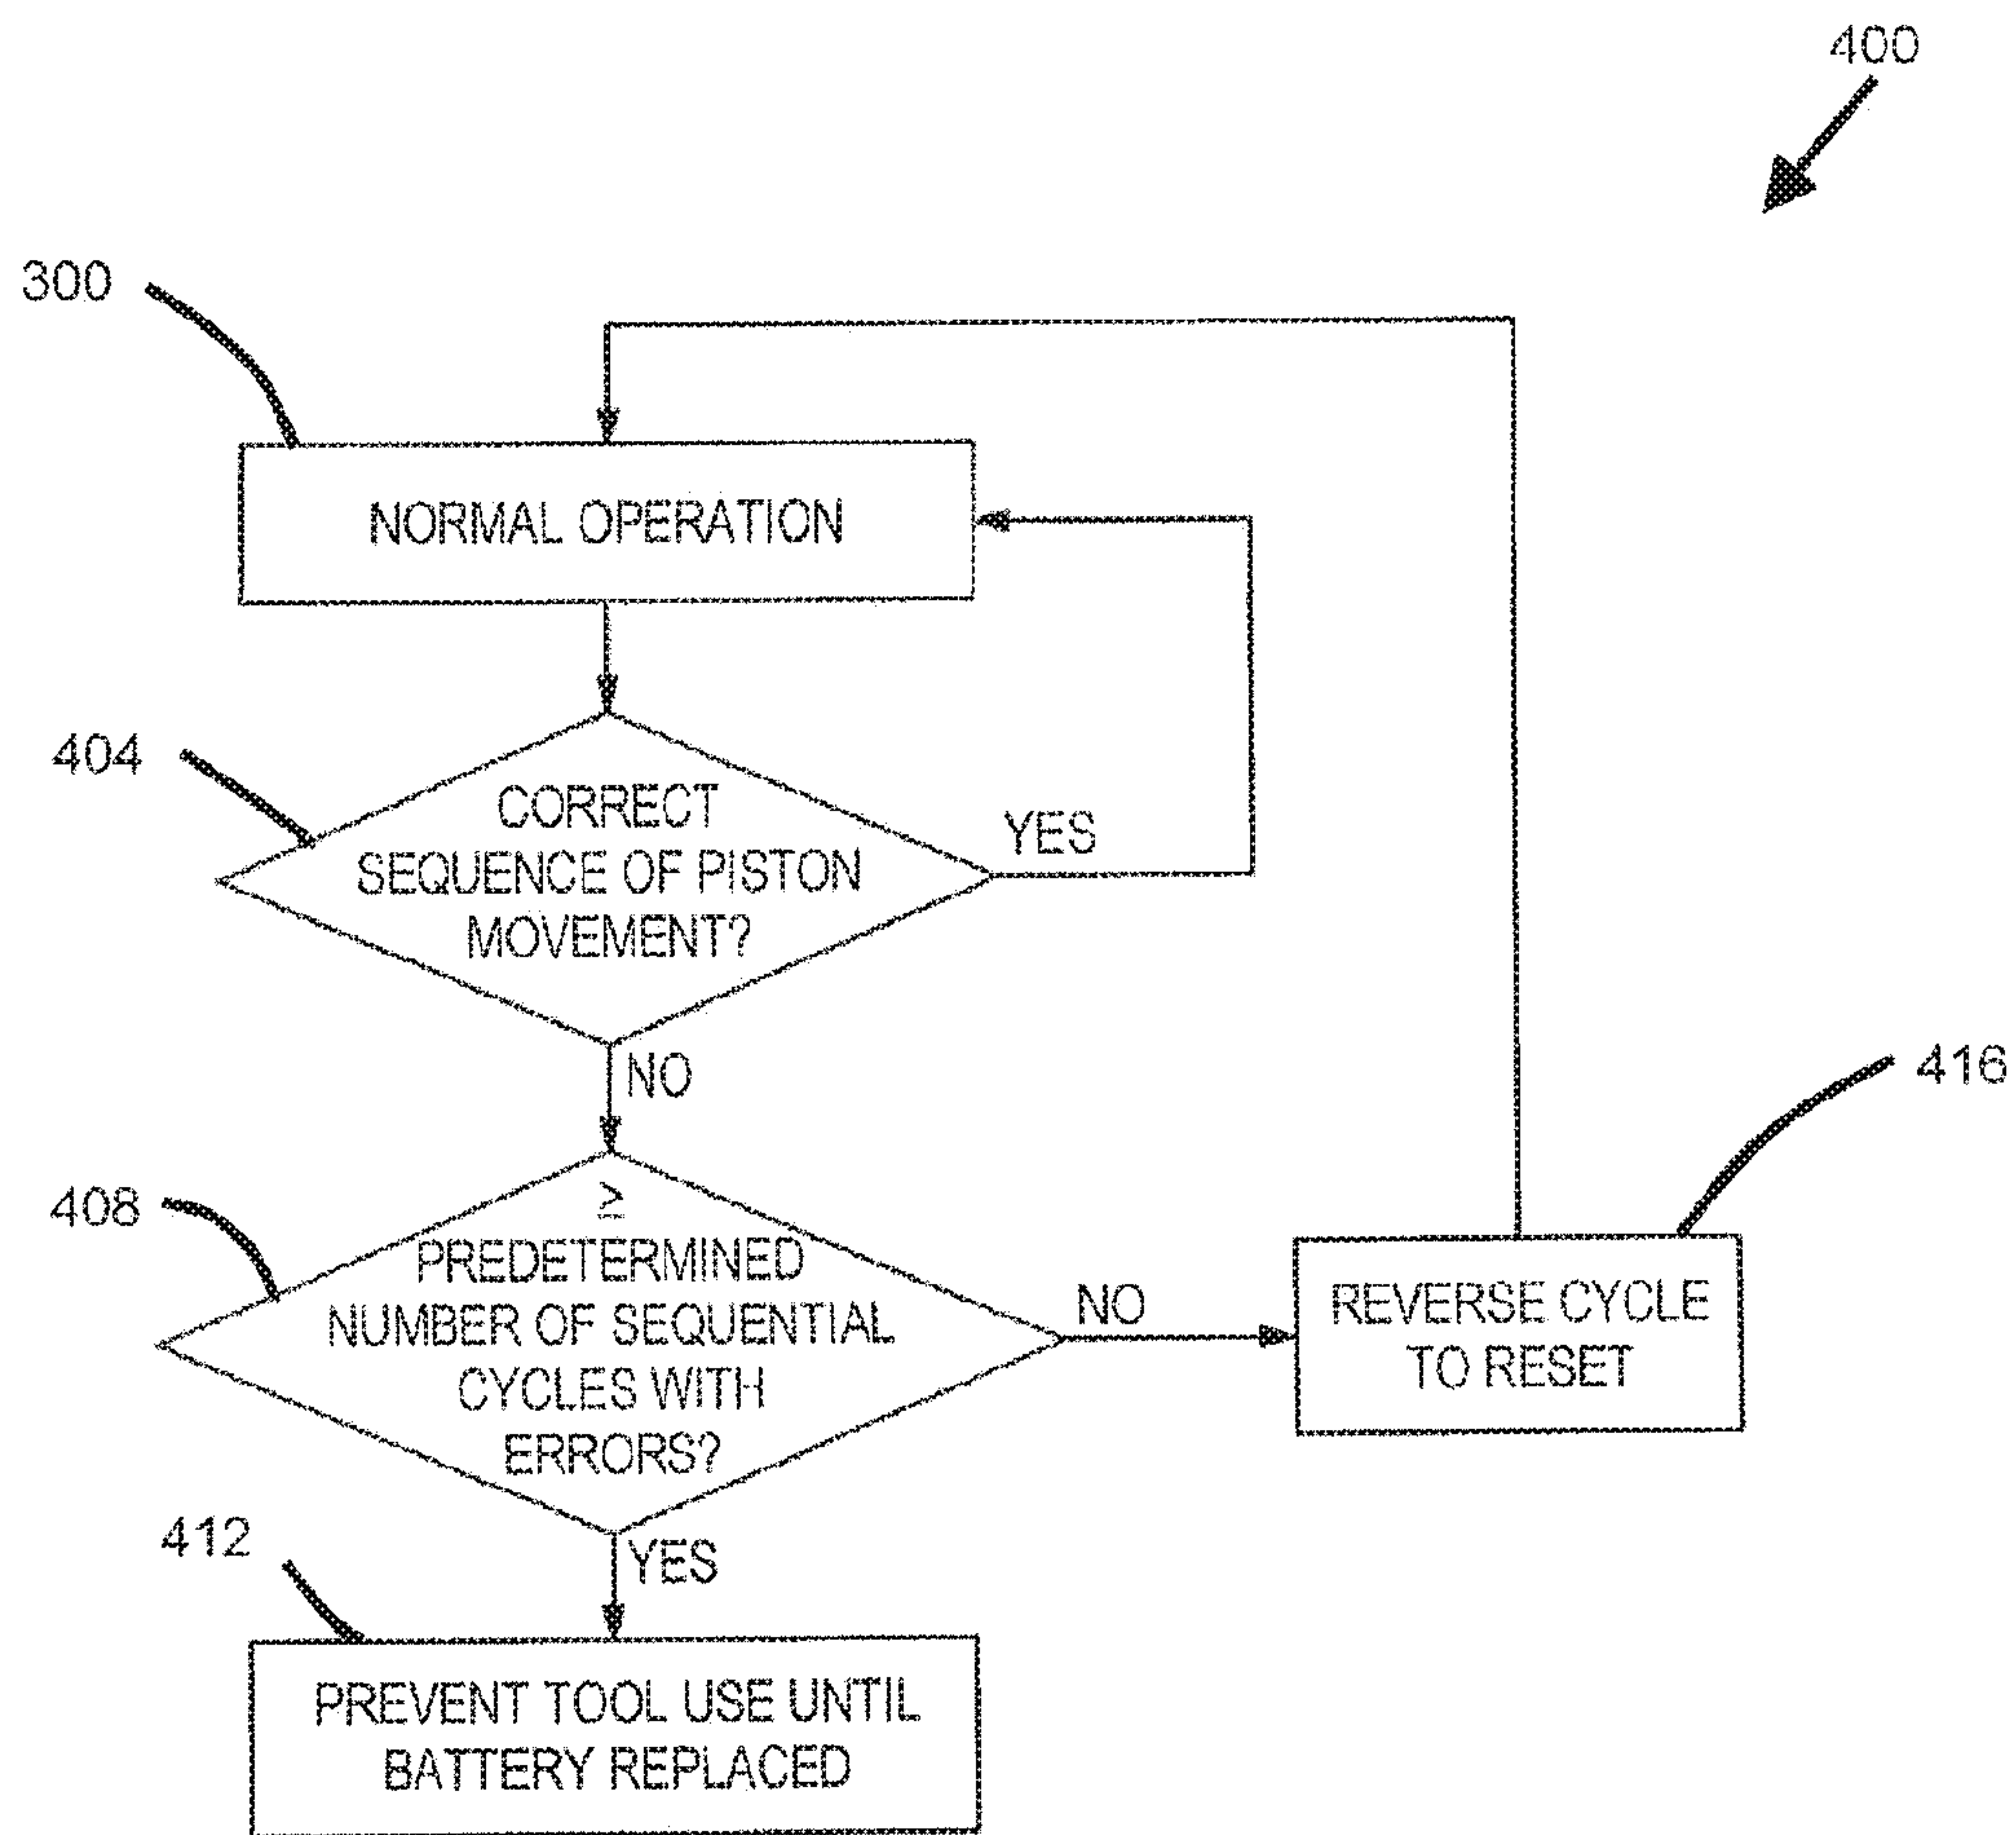 400
300
NORMAL OPERATION
404
CORRECT
SEQUENCE OF PISTON
MOVEMENT?
YES
NO
408
≥
PREDETERMINED
NUMBER OF SEQUENTIAL
CYCLES WITH
ERRORS?
NO
416
REVERSE CYCLE
TO RESET
YES
412
PREVENT TOOL USE UNTIL
BATTERY REPLACED